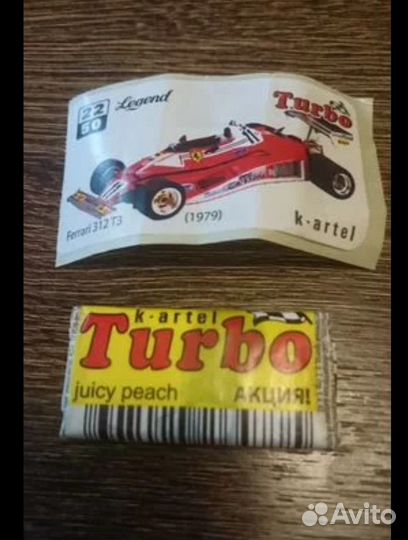 22
50
Legend
Turbo
Ferrari 312 T3
(1979)
k-artel
k-artel
Turbo
juicy peach
АКЦИЯ!
Avito